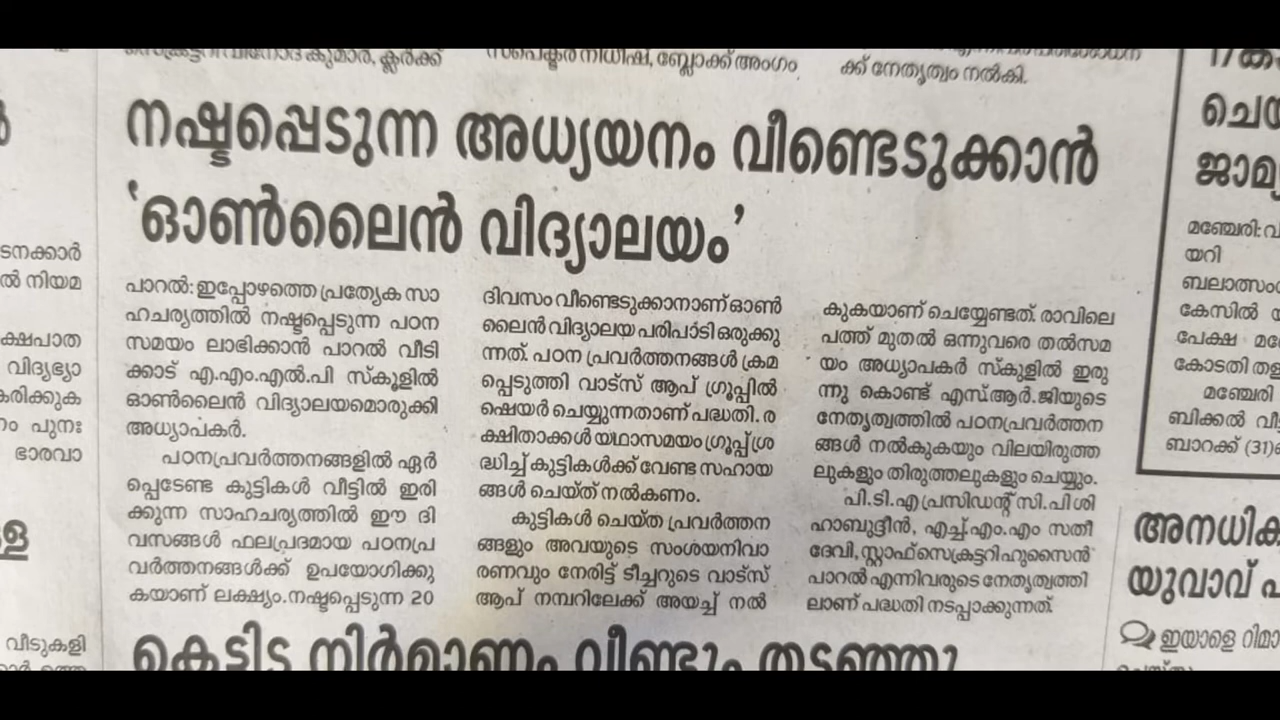 ക്ക് നേതൃത്വം നൽകി.
നഷ്ടപ്പെടുന്ന അധ്യയനം വീണ്ടെടുക്കാൻ
‘ഓൺലൈൻ വിദ്യാലയം’
പാറൽ: ഇപ്പോഴത്തെ പ്രത്യേക സാ
ഹചര്യത്തിൽ നഷ്ടപ്പെടുന്ന പഠന
സമയം ലാഭിക്കാൻ പാറൽ വീട്ടി
ക്കാട് എ.എം.എൽ.പി സ്കൂളിൽ
ഓൺലൈൻ വിദ്യാലയമൊരുക്കി
അധ്യാപകർ.
പഠനപ്രവർത്തനങ്ങളിൽ ഏർ
പ്പെടേണ്ട കുട്ടികൾ വീട്ടിൽ ഇരി
ക്കുന്ന സാഹചര്യത്തിൽ ഈ ദി
വസങ്ങൾ ഫലപ്രദമായ പഠനപ്ര
വർത്തനങ്ങൾക്ക് ഉപയോഗിക്കു
കയാണ് ലക്ഷ്യം. നഷ്ടപ്പെടുന്ന 20
ദിവസം വീണ്ടെടുക്കാനാണ് ഓൺ
ലൈൻ വിദ്യാലയ പരിപാടി ഒരുക്കു
ന്നത്. പഠന പ്രവർത്തനങ്ങൾ ക്രമ
പ്പെടുത്തി വാട്സ് ആപ് ഗ്രൂപ്പിൽ
ഷെയർ ചെയ്യുന്നതാണ് പദ്ധതി. ര
ക്ഷിതാക്കൾ യഥാസമയം ഗ്രൂപ്പ് ശ്ര
ദ്ധിച്ച് കുട്ടികൾക്ക് വേണ്ട സഹായ
ങ്ങൾ ചെയ്ത് നൽകണം.
കുട്ടികൾ ചെയ്ത പ്രവർത്തന
ങ്ങളും അവയുടെ സംശയനിവാ
രണവും നേരിട്ട് ടീച്ചറുടെ വാട്സ്
ആപ് നമ്പറിലേക്ക് അയച്ച് നൽ
കുകയാണ് ചെയ്യേണ്ടത്. രാവിലെ
പത്ത് മുതൽ ഒന്നുവരെ തൽസമ
യം അധ്യാപകർ സ്കൂളിൽ ഇരു
ന്നു കൊണ്ട് എസ്.ആർ.ജിയുടെ
നേതൃത്വത്തിൽ പഠനപ്രവർത്തന
ങ്ങൾ നൽകുകയും വിലയിരുത്ത
ലുകളും തിരുത്തലുകളും ചെയ്യും.
പി.ടി.എ പ്രസിഡന്റ് സി.പി ശി
ഹാബുദ്ദീൻ, എച്ച്.എം.എം സതീ
ദേവി, സ്റ്റാഫ് സെക്രട്ടറി ഹുസൈൻ
പാറൽ എന്നിവരുടെ നേതൃത്വത്തി
ലാണ് പദ്ധതി നടപ്പാക്കുന്നത്.
കെട്ടിട നിർമാണം വീണ്ടും തടഞ്ഞു